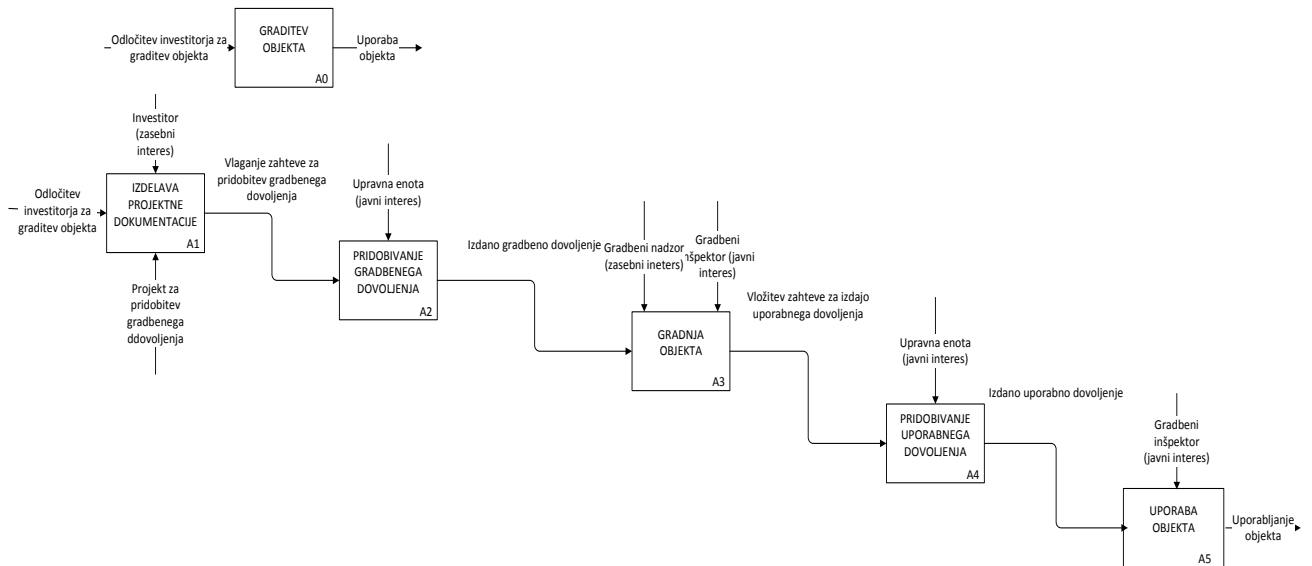 Odločitev investitorja za
graditev objekta
GRADITEV
OBJEKTA
A0
Uporaba
objekta
Investitor
(zasebni
interes)
Odločitev
investitorja za
graditev objekta
IZDELAVA
PROJEKTNE
DOKUMENTACIJE
A1
Projekt za
pridobitev
gradbenega
ddovoljenja
Vlaganje zahteve za
pridobitev gradbenega
dovoljenja
Upravna enota
(javni interes)
PRIDOBIVANJE
GRADBENEGA
DOVOLJENJA
A2
Izdano gradbeno dovoljenje
Gradbeni nadzor
(zasebni ineters)
Gradbeni
nšpektor (javni
interes)
GRADNJA
OBJEKTA
A3
Vložitev zahteve za izdajo
uporabnega dovoljenja
Upravna enota
(javni interes)
PRIDOBIVANJE
UPORABNEGA
DOVOLJENJA
A4
Izdano uporabno dovoljenje
Gradbeni
inšpektor
(javni interes)
UPORABA
OBJEKTA
A5
Uporabljanje
objekta